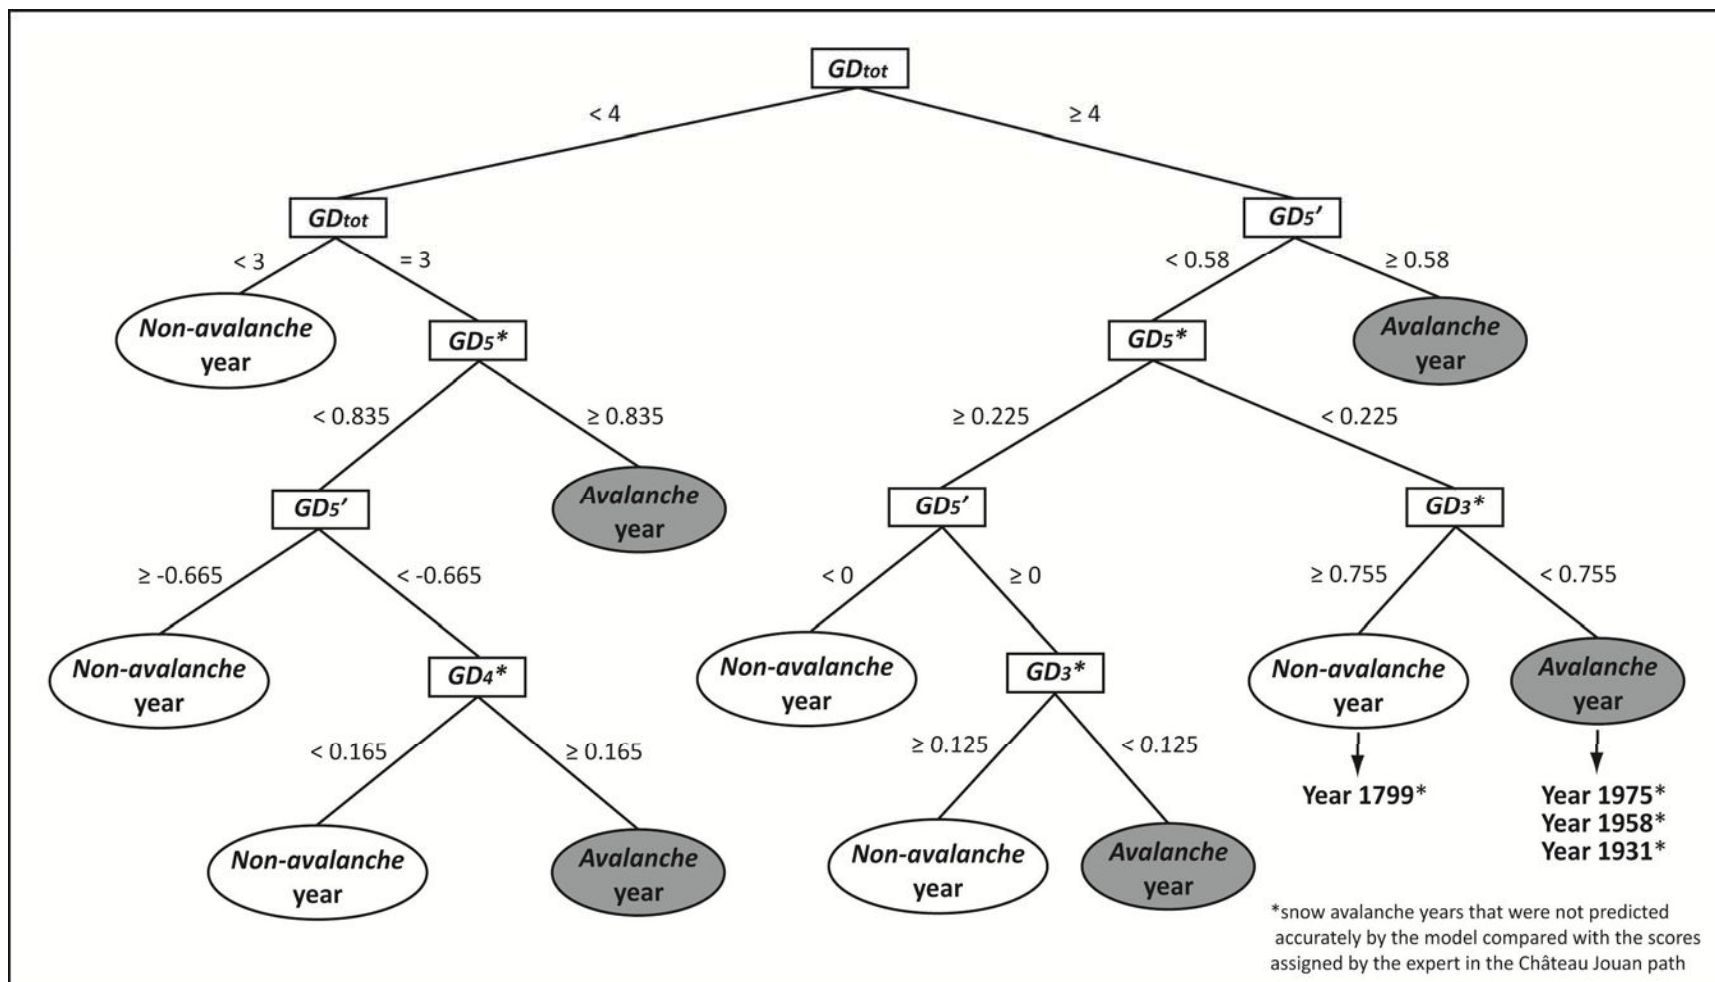 GDtot
< 4
≥ 4
GDtot
GD5'
< 3
= 3
< 0.58
≥ 0.58
Non-avalanche
year
GD5*
GD5*
Avalanche
year
< 0.835
≥ 0.835
≥ 0.225
< 0.225
GD5'
Avalanche
year
GD5'
GD3*
≥ -0.665
< -0.665
< 0
≥ 0
≥ 0.755
< 0.755
Non-avalanche
year
GD4*
Non-avalanche
year
GD3*
Non-avalanche
year
Avalanche
year
< 0.165
≥ 0.165
≥ 0.125
< 0.125
Year 1799*
Year 1975*
Year 1958*
Year 1931*
Non-avalanche
year
Avalanche
year
Non-avalanche
year
Avalanche
year
*snow avalanche years that were not predicted
accurately by the model compared with the scores
assigned by the expert in the Château Jouan path